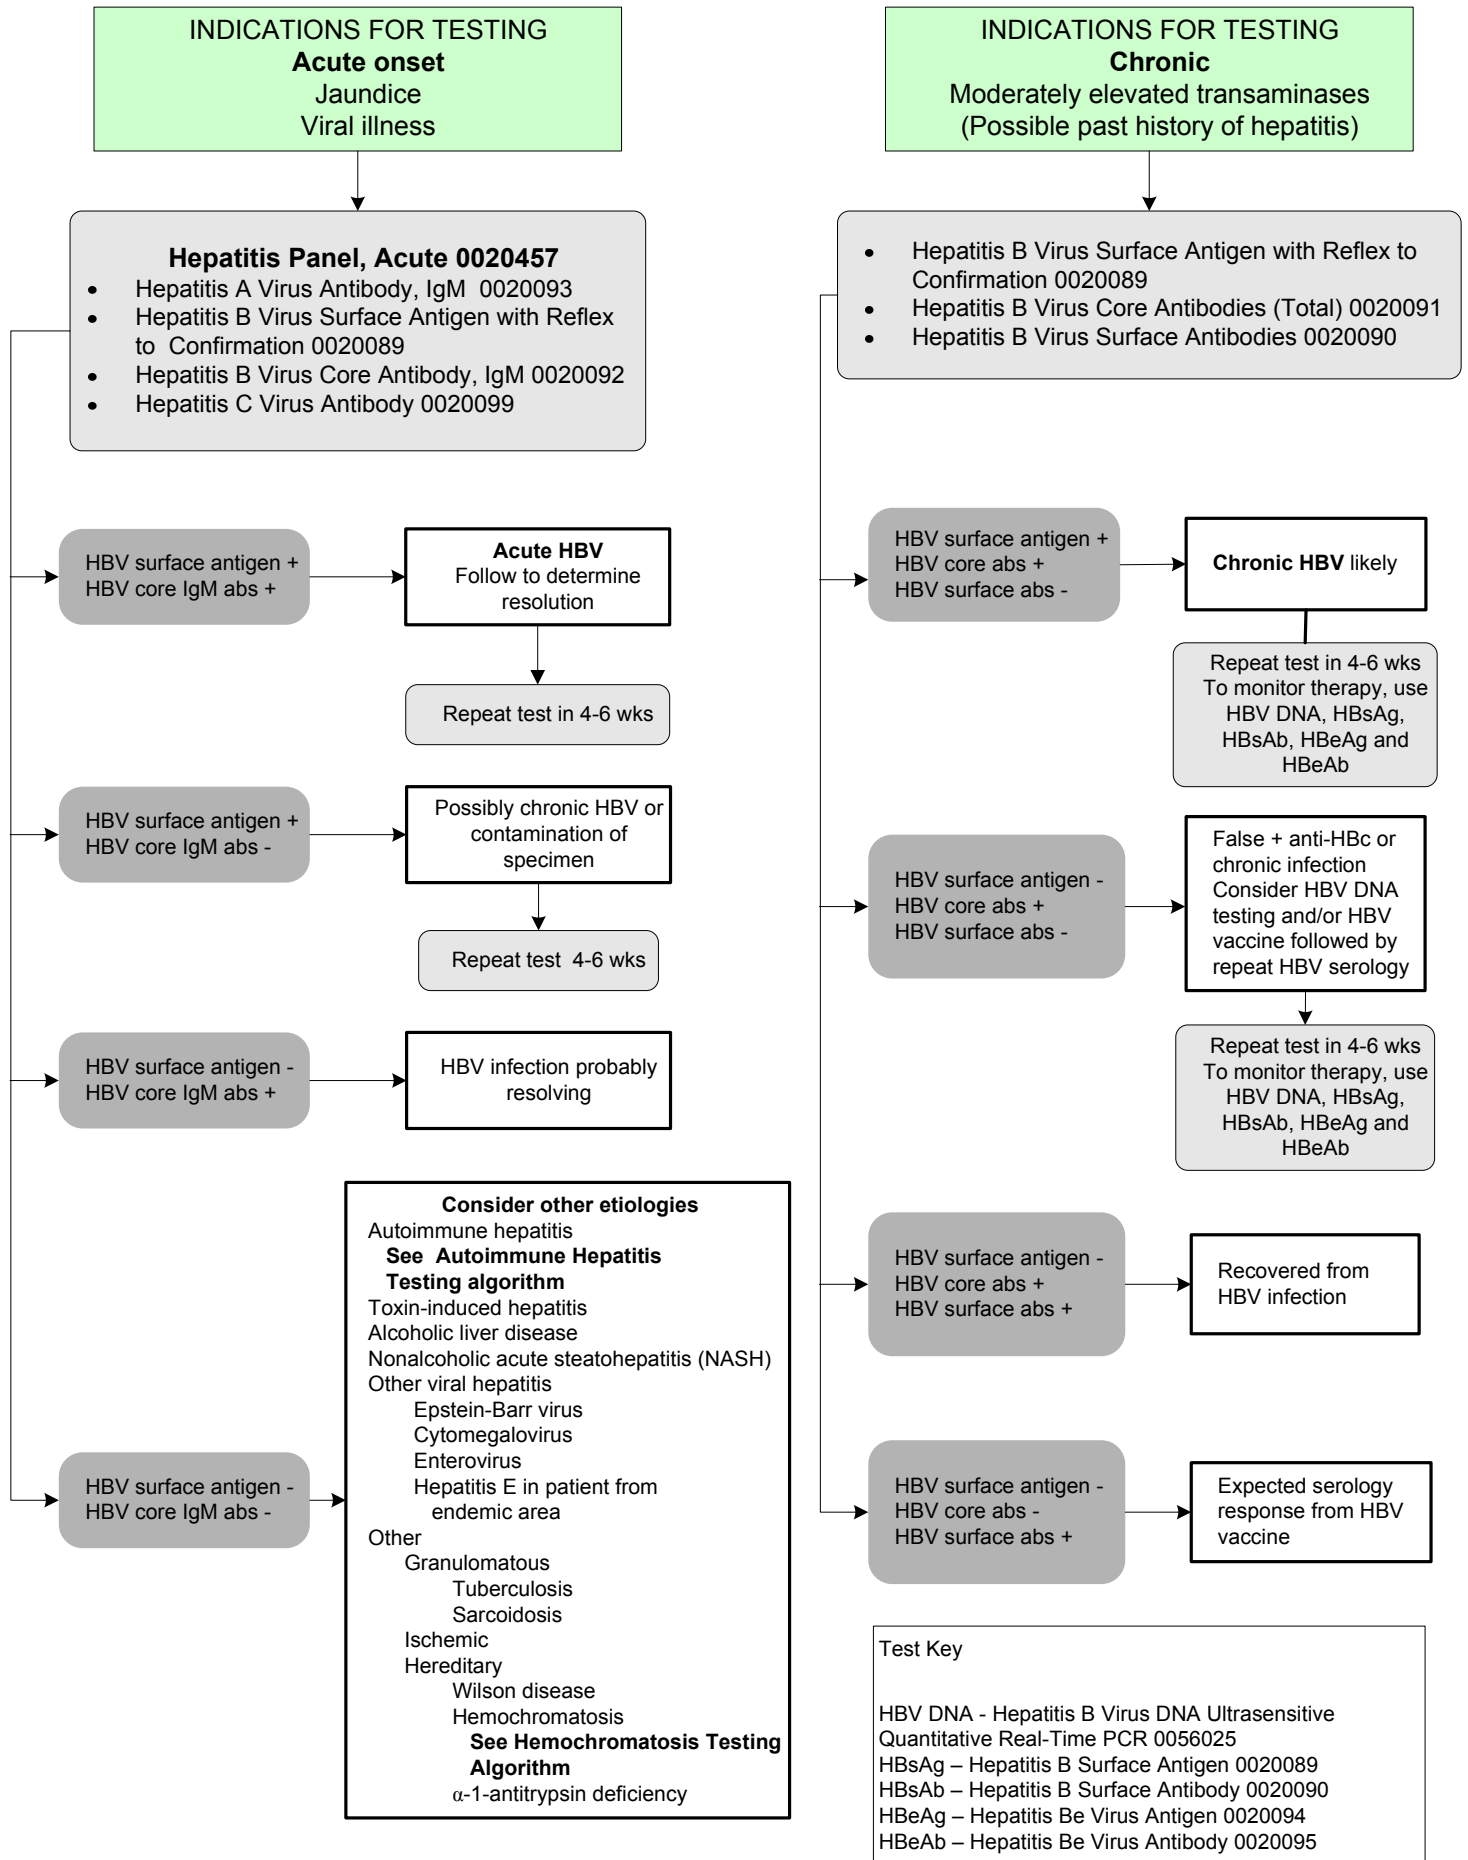 INDICATIONS FOR TESTING
Acute onset
Jaundice
Viral illness
Hepatitis Panel, Acute 0020457
• Hepatitis A Virus Antibody, IgM 0020093
• Hepatitis B Virus Surface Antigen with Reflex
to Confirmation 0020089
• Hepatitis B Virus Core Antibody, IgM 0020092
• Hepatitis C Virus Antibody 0020099
HBV surface antigen +
HBV core IgM abs +
Acute HBV
Follow to determine
resolution
Repeat test in 4-6 wks
HBV surface antigen +
HBV core IgM abs -
Possibly chronic HBV or
contamination of
specimen
Repeat test 4-6 wks
HBV surface antigen -
HBV core IgM abs +
HBV infection probably
resolving
HBV surface antigen -
HBV core IgM abs -
Consider other etiologies
Autoimmune hepatitis
See Autoimmune Hepatitis
Testing algorithm
Toxin-induced hepatitis
Alcoholic liver disease
Nonalcoholic acute steatohepatitis (NASH)
Other viral hepatitis
Epstein-Barr virus
Cytomegalovirus
Enterovirus
Hepatitis E in patient from
endemic area
Other
Granulomatous
Tuberculosis
Sarcoidosis
Ischemic
Hereditary
Wilson disease
Hemochromatosis
See Hemochromatosis Testing
Algorithm
α-1-antitrypsin deficiency
INDICATIONS FOR TESTING
Chronic
Moderately elevated transaminases
(Possible past history of hepatitis)
• Hepatitis B Virus Surface Antigen with Reflex to
Confirmation 0020089
• Hepatitis B Virus Core Antibodies (Total) 0020091
• Hepatitis B Virus Surface Antibodies 0020090
HBV surface antigen +
HBV core abs +
HBV surface abs -
Chronic HBV likely
Repeat test in 4-6 wks
To monitor therapy, use
HBV DNA, HBsAg,
HBsAb, HBeAg and
HBeAb
HBV surface antigen -
HBV core abs +
HBV surface abs -
False + anti-HBc or
chronic infection
Consider HBV DNA
testing and/or HBV
vaccine followed by
repeat HBV serology
Repeat test in 4-6 wks
To monitor therapy, use
HBV DNA, HBsAg,
HBsAb, HBeAg and
HBeAb
HBV surface antigen -
HBV core abs +
HBV surface abs +
Recovered from
HBV infection
HBV surface antigen -
HBV core abs -
HBV surface abs +
Expected serology
response from HBV
vaccine
Test Key
HBV DNA - Hepatitis B Virus DNA Ultrasensitive
Quantitative Real-Time PCR 0056025
HBsAg – Hepatitis B Surface Antigen 0020089
HBsAb – Hepatitis B Surface Antibody 0020090
HBeAg – Hepatitis Be Virus Antigen 0020094
HBeAb – Hepatitis Be Virus Antibody 0020095